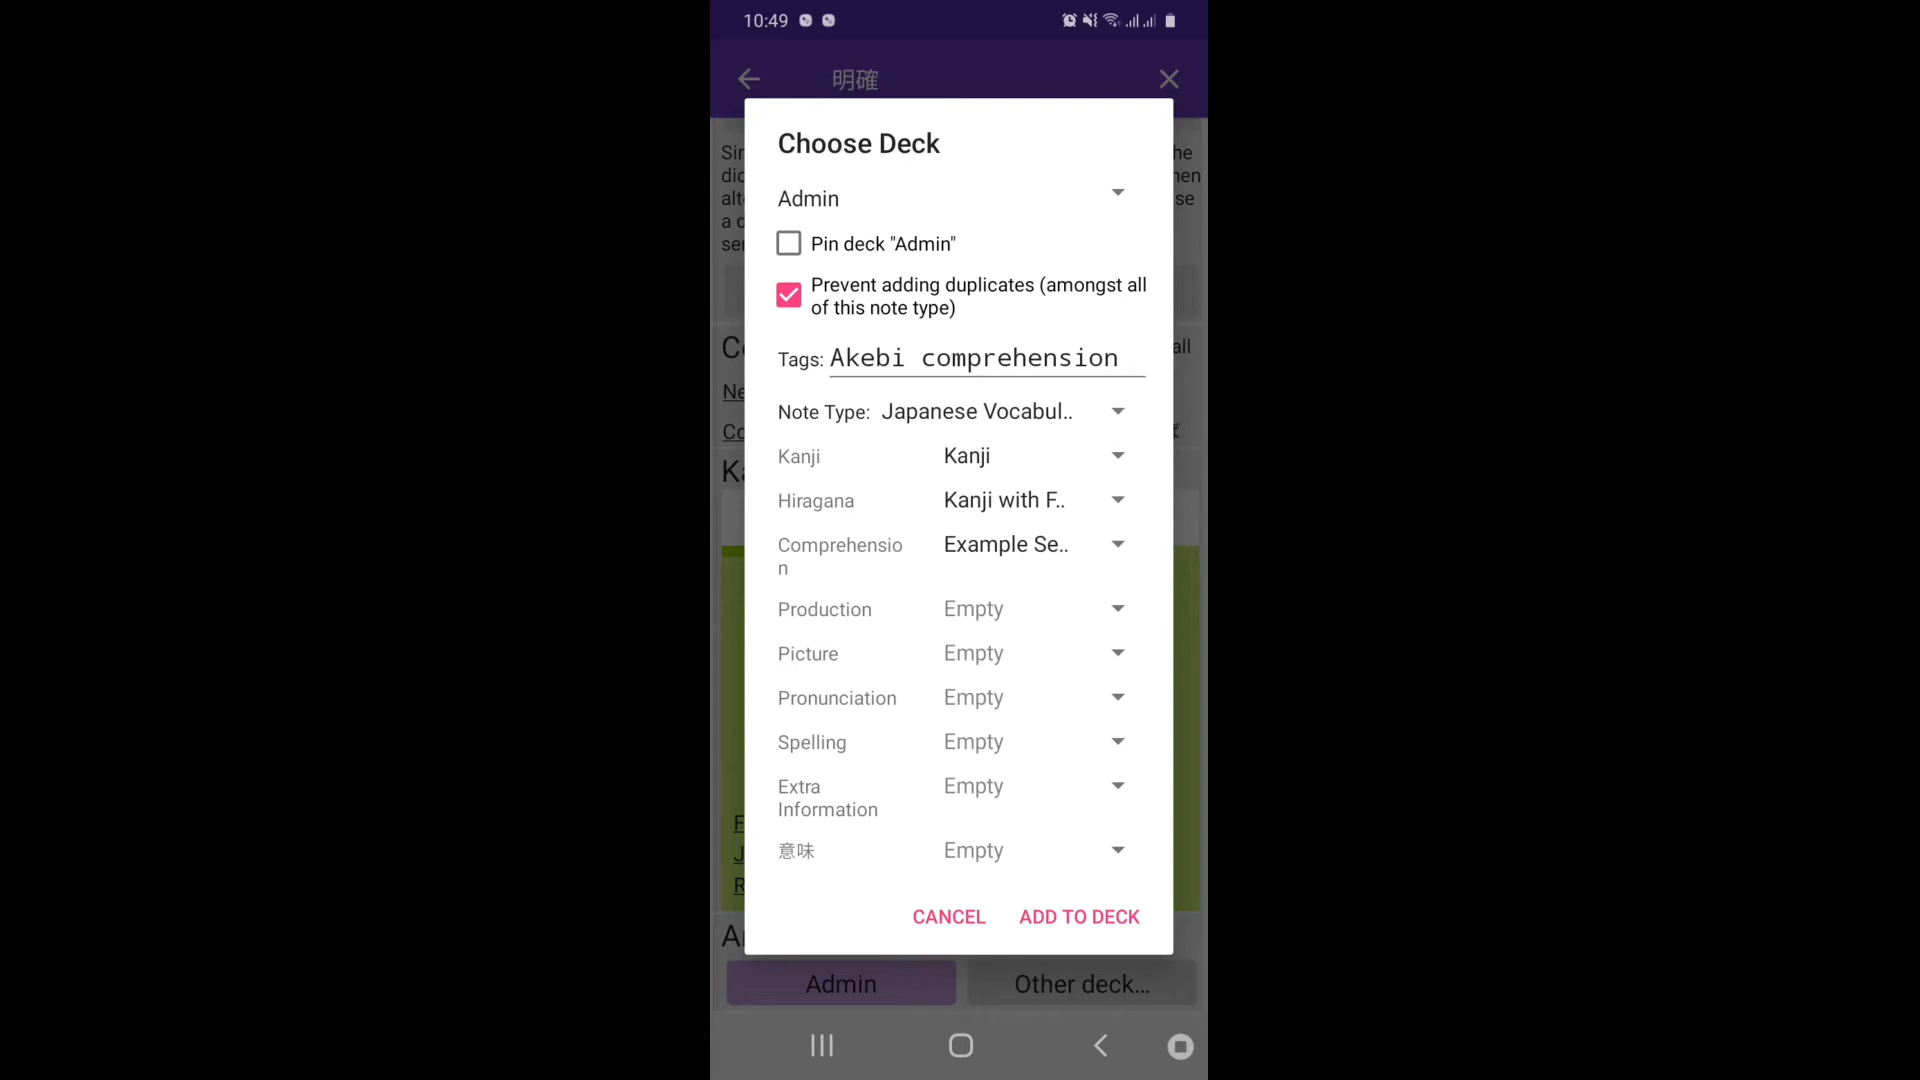 10:49
明確
Choose Deck
Admin
Pin deck "Admin"
Prevent adding duplicates (amongst all
of this note type)
Tags: Akebi comprehension
Note Type: Japanese Vocabul..
Kanji Kanji
Hiragana Kanji with F..
Comprehensio Example Se..
n
Production Empty
Picture Empty
Pronunciation Empty
Spelling Empty
Extra Empty
Information
意味 Empty
CANCEL ADD TO DECK
Admin Other deck...